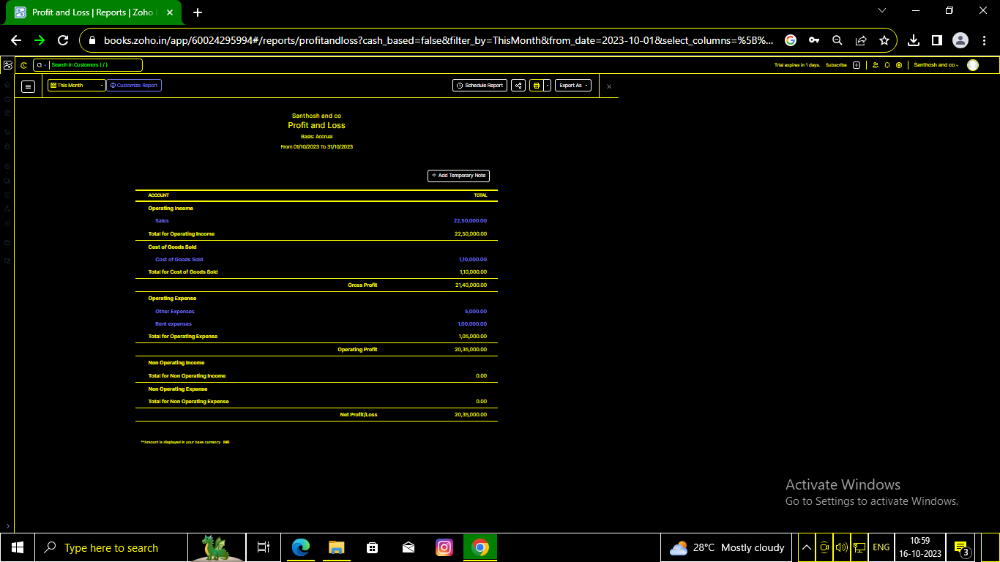 Profit and Loss | Reports | Zoho
books.zoho.in/app/60024295994#/reports/profitandloss?cash_based=false&filter_by=ThisMonth&from_date=2023-10-01&select_columns=%5B%...
Search in Customers ( / )
Trial expires in 1 days. Subscribe
Santhosh and co
This Month
Customize Report
Schedule Report
Export As
Santhosh and co
Profit and Loss
Basis: Accrual
From 01/10/2023 To 31/10/2023
+ Add Temporary Note
ACCOUNT TOTAL
Operating Income
Sales 22,50,000.00
Total for Operating Income 22,50,000.00
Cost of Goods Sold
Cost of Goods Sold 1,10,000.00
Total for Cost of Goods Sold 1,10,000.00
Gross Profit 21,40,000.00
Operating Expense
Other Expenses 5,000.00
Rent expenses 1,00,000.00
Total for Operating Expense 1,05,000.00
Operating Profit 20,35,000.00
Non Operating Income
Total for Non Operating Income 0.00
Non Operating Expense
Total for Non Operating Expense 0.00
Net Profit/Loss 20,35,000.00
**Amount is displayed in your base currency INR
Activate Windows
Go to Settings to activate Windows.
Type here to search
28°C Mostly cloudy
ENG
10:59
16-10-2023
3